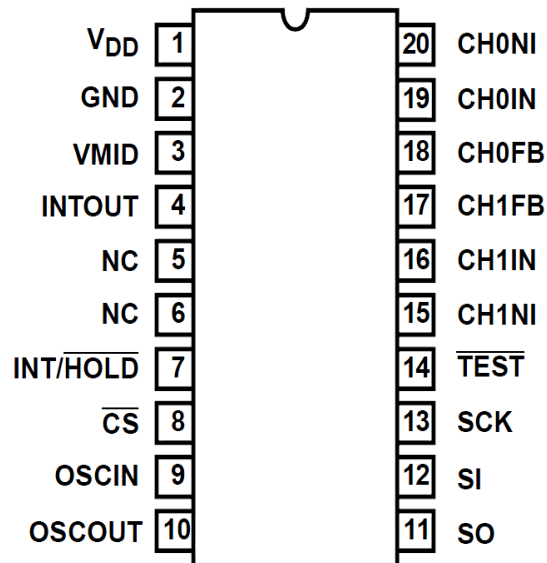 VDD 1 20 CH0NI
GND 2 19 CH0IN
VMID 3 18 CH0FB
INTOUT 4 17 CH1FB
NC 5 16 CH1IN
NC 6 15 CH1NI
INT/HOLD 7 14 TEST
CS 8 13 SCK
OSCIN 9 12 SI
OSCOUT 10 11 SO